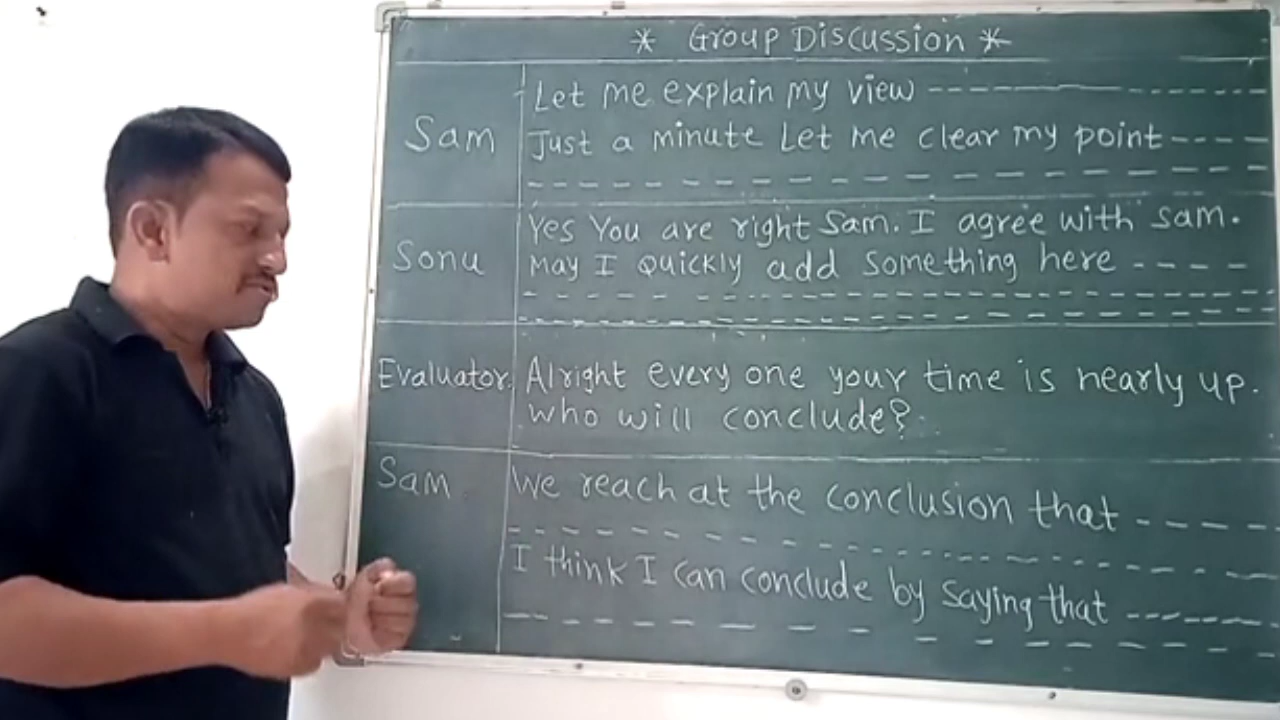 * Group Discussion *
Let me explain my view ----------
Sam
Just a minute Let me clear my point----
--------------------
Yes You are right Sam. I agree with Sam.
Sonu
May I Quickly add something here ----
--------------------
--------------------
Evaluator.
Alright every one your time is nearly up.
who will conclude?
Sam
We reach at the conclusion that ----
--------------------
I think I can conclude by saying that ------
--------------------